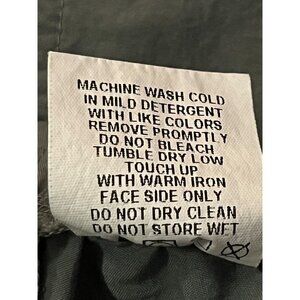 MACHINE WASH COLD
IN MILD DETERGENT
WITH LIKE COLORS
REMOVE PROMPTLY
DO NOT BLEACH
TUMBLE DRY LOW
TOUCH UP
WITH WARM IRON
FACE SIDE ONLY
DO NOT DRY CLEAN
DO NOT STORE WET